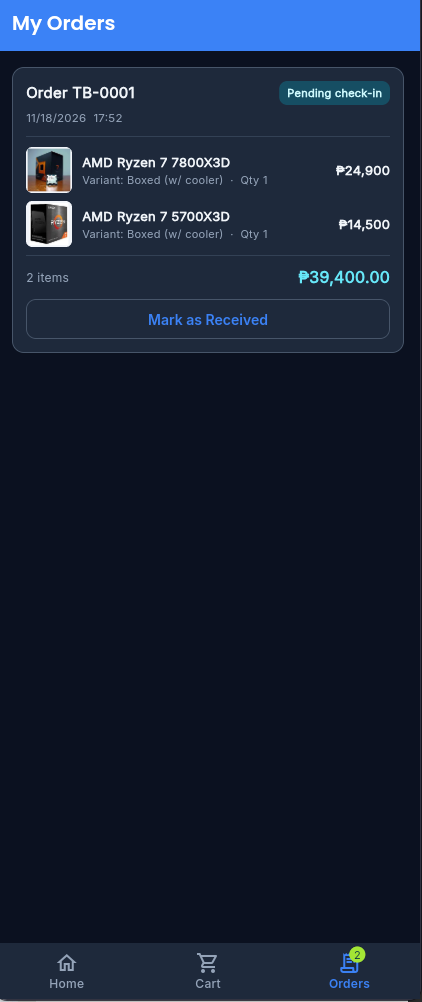 My Orders
Order TB-0001
Pending check-in
11/18/2026 17:52
AMD Ryzen 7 7800X3D
Variant: Boxed (w/ cooler) · Qty 1
₱24,900
AMD Ryzen 7 5700X3D
Variant: Boxed (w/ cooler) · Qty 1
₱14,500
2 items
₱39,400.00
Mark as Received
2
Home
Cart
Orders